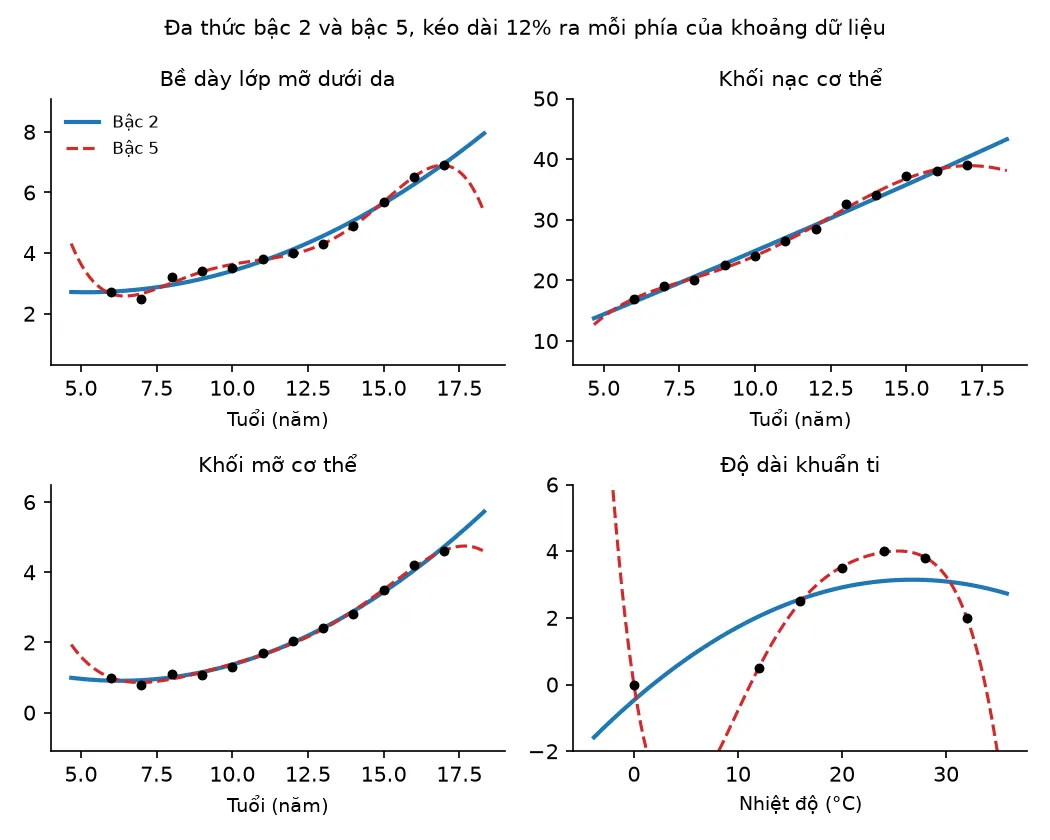 Đa thức bậc 2 và bậc 5, kéo dài 12% ra mỗi phía của khoảng dữ liệu
Bề dày lớp mỡ dưới da
8
6
4
2
Bậc 2
Bậc 5
5.0 7.5 10.0 12.5 15.0 17.5
Tuổi (năm)
Khối nạc cơ thể
50
40
30
20
10
5.0 7.5 10.0 12.5 15.0 17.5
Tuổi (năm)
Khối mỡ cơ thể
6
4
2
0
5.0 7.5 10.0 12.5 15.0 17.5
Tuổi (năm)
Độ dài khuẩn ti
6
4
2
0
−2
0 10 20 30
Nhiệt độ (°C)